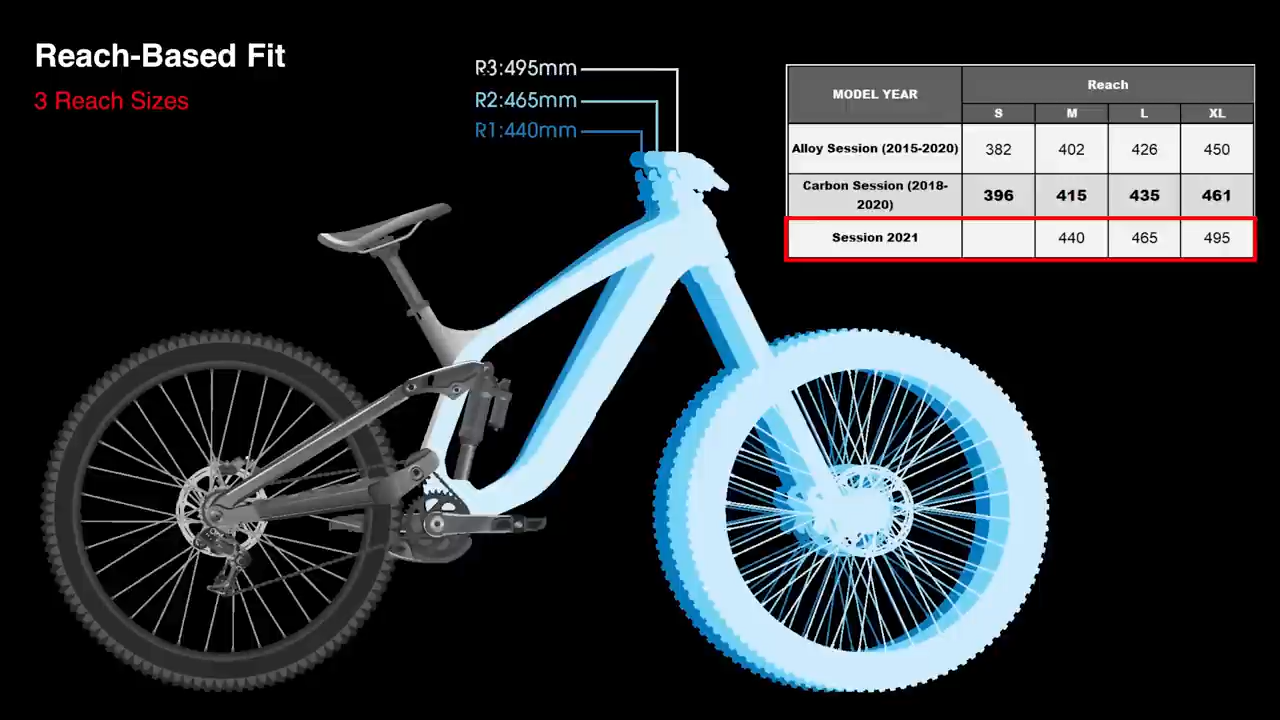 Reach-Based Fit
3 Reach Sizes
R3:495mm
R2:465mm
R1:440mm
MODEL YEAR
Reach
S M L XL
Alloy Session (2015-2020) 382 402 426 450
Carbon Session (2018-
2020) 396 415 435 461
Session 2021 440 465 495